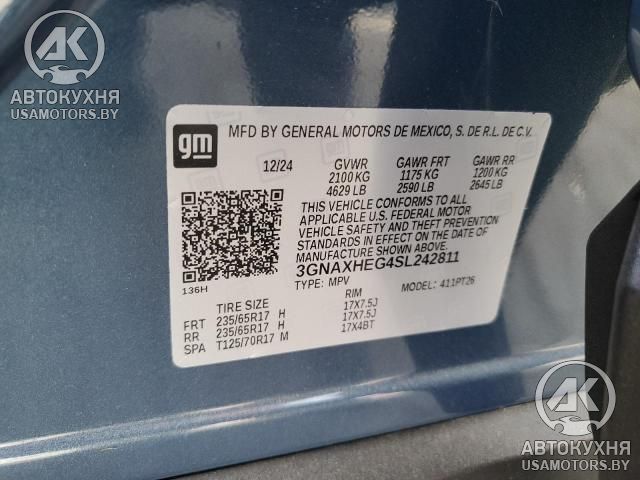 AK
АВТОКУХНЯ
USAMOTORS.BY
gm
MFD BY GENERAL MOTORS DE MEXICO, S. DE R.L. DE C.V.
12/24 GVWR GAWR FRT GAWR RR
2100 KG 1175 KG 1200 KG
4629 LB 2590 LB 2645 LB
THIS VEHICLE CONFORMS TO ALL
APPLICABLE U.S. FEDERAL MOTOR
VEHICLE SAFETY AND THEFT PREVENTION
STANDARDS IN EFFECT ON THE DATE OF
MANUFACTURE SHOWN ABOVE.
3GNAXHEG4SL242811
136H
TYPE: MPV MODEL: 411PT26
TIRE SIZE RIM
FRT 235/65R17 H 17X7.5J
RR 235/65R17 H 17X7.5J
SPA T125/70R17 M 17X4BT
AK
АВТОКУХНЯ
USAMOTORS.BY